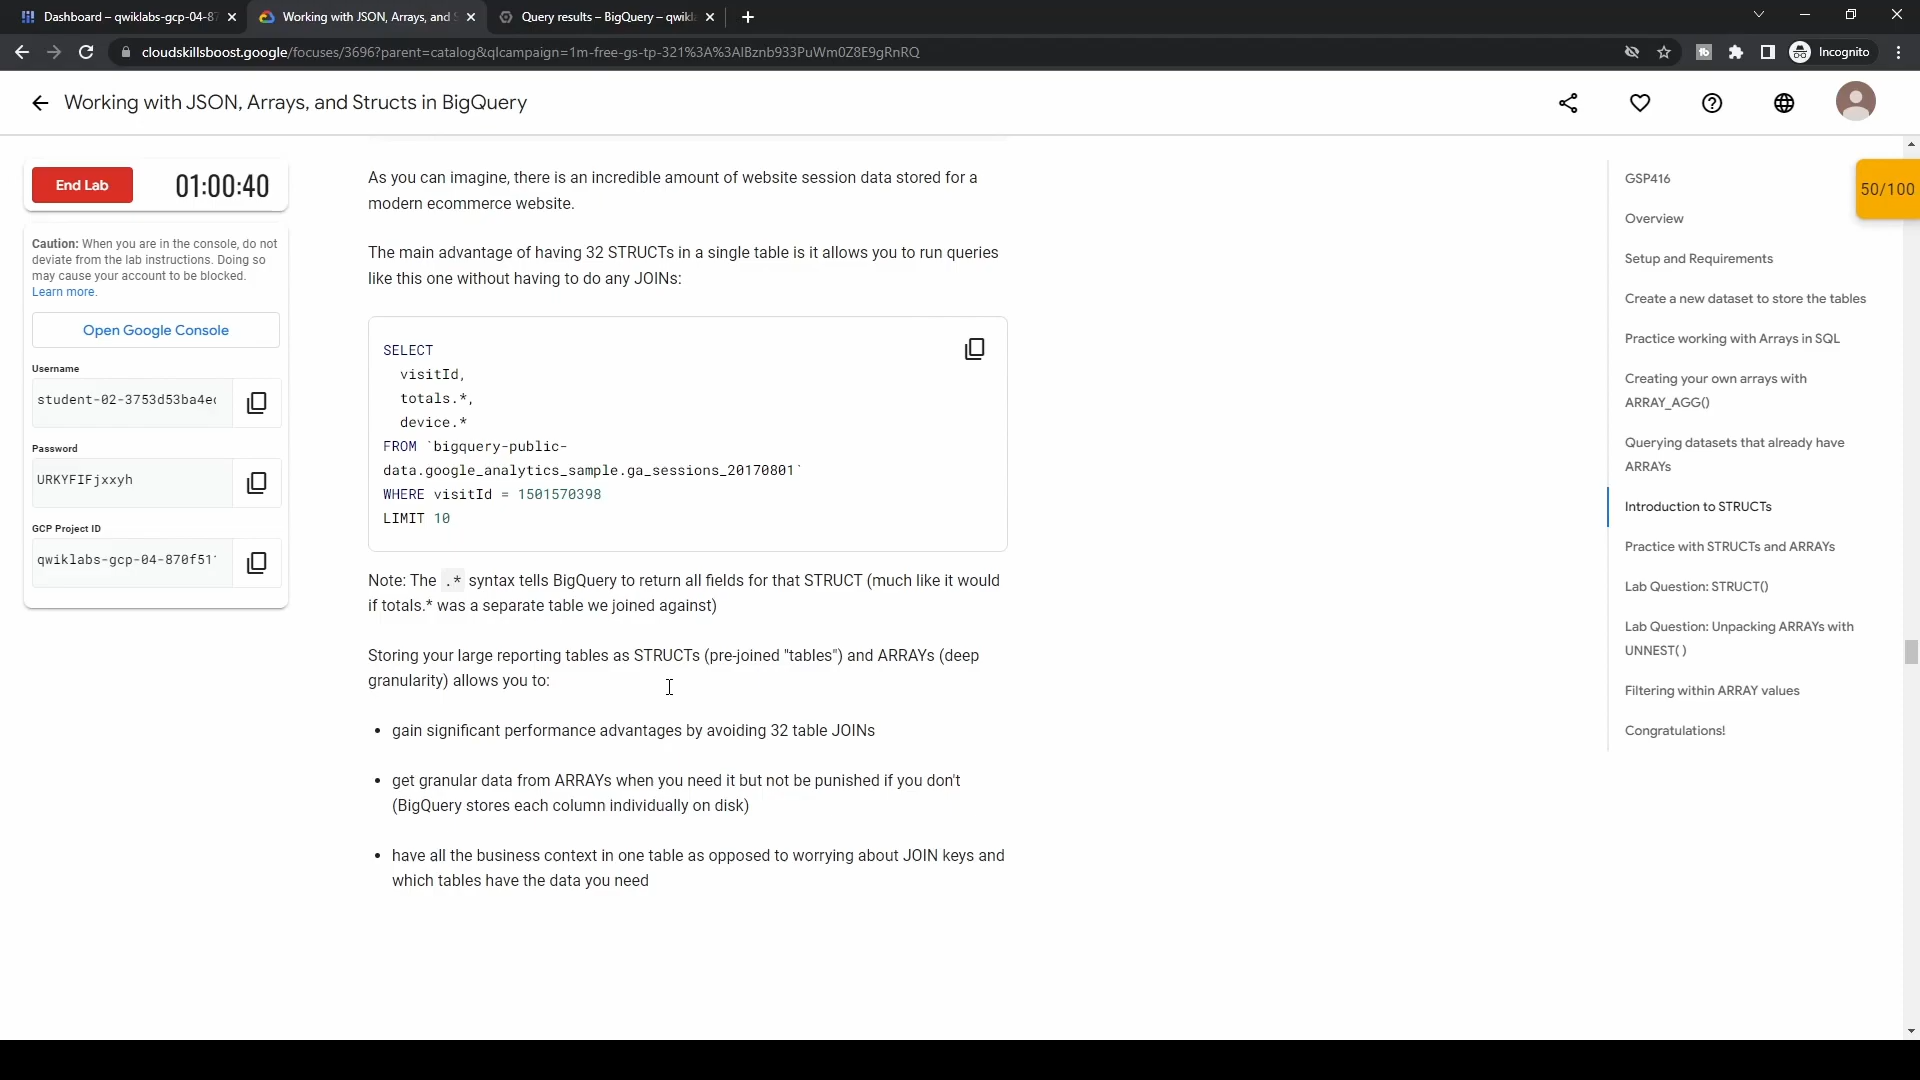 Dashboard – qwiklabs-gcp-04-87
Working with JSON, Arrays, and S
Query results – BigQuery – qwikl
cloudskillsboost.google/focuses/3696?parent=catalog&qlcampaign=1m-free-gs-tp-321%3A%3AIBznb933PuWm0Z8E9gRnRQ
Incognito
Working with JSON, Arrays, and Structs in BigQuery
End Lab
01:00:40
Caution: When you are in the console, do not
deviate from the lab instructions. Doing so
may cause your account to be blocked.
Learn more.
Open Google Console
Username
student-02-3753d53ba4e
Password
URKYFIFjxxyh
GCP Project ID
qwiklabs-gcp-04-870f51
As you can imagine, there is an incredible amount of website session data stored for a
modern ecommerce website.
The main advantage of having 32 STRUCTs in a single table is it allows you to run queries
like this one without having to do any JOINs:
SELECT
visitId,
totals.*,
device.*
FROM `bigquery-public-
data.google_analytics_sample.ga_sessions_20170801`
WHERE visitId = 1501570398
LIMIT 10
Note: The .* syntax tells BigQuery to return all fields for that STRUCT (much like it would
if totals.* was a separate table we joined against)
Storing your large reporting tables as STRUCTs (pre-joined "tables") and ARRAYs (deep
granularity) allows you to:
• gain significant performance advantages by avoiding 32 table JOINs
• get granular data from ARRAYs when you need it but not be punished if you don't
(BigQuery stores each column individually on disk)
• have all the business context in one table as opposed to worrying about JOIN keys and
which tables have the data you need
50/100
GSP416
Overview
Setup and Requirements
Create a new dataset to store the tables
Practice working with Arrays in SQL
Creating your own arrays with
ARRAY_AGG()
Querying datasets that already have
ARRAYs
Introduction to STRUCTs
Practice with STRUCTs and ARRAYs
Lab Question: STRUCT()
Lab Question: Unpacking ARRAYs with
UNNEST( )
Filtering within ARRAY values
Congratulations!